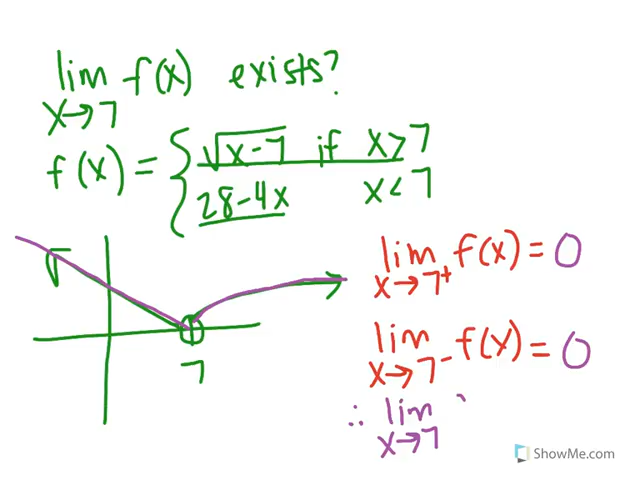 lim f(x) exists?
x→7
f(x) = { √x-7 if x>7
28-4x x<7
lim f(x) = 0
x→7+
7
lim f(x) = 0
x→7-
∴ lim
x→7
ShowMe.com